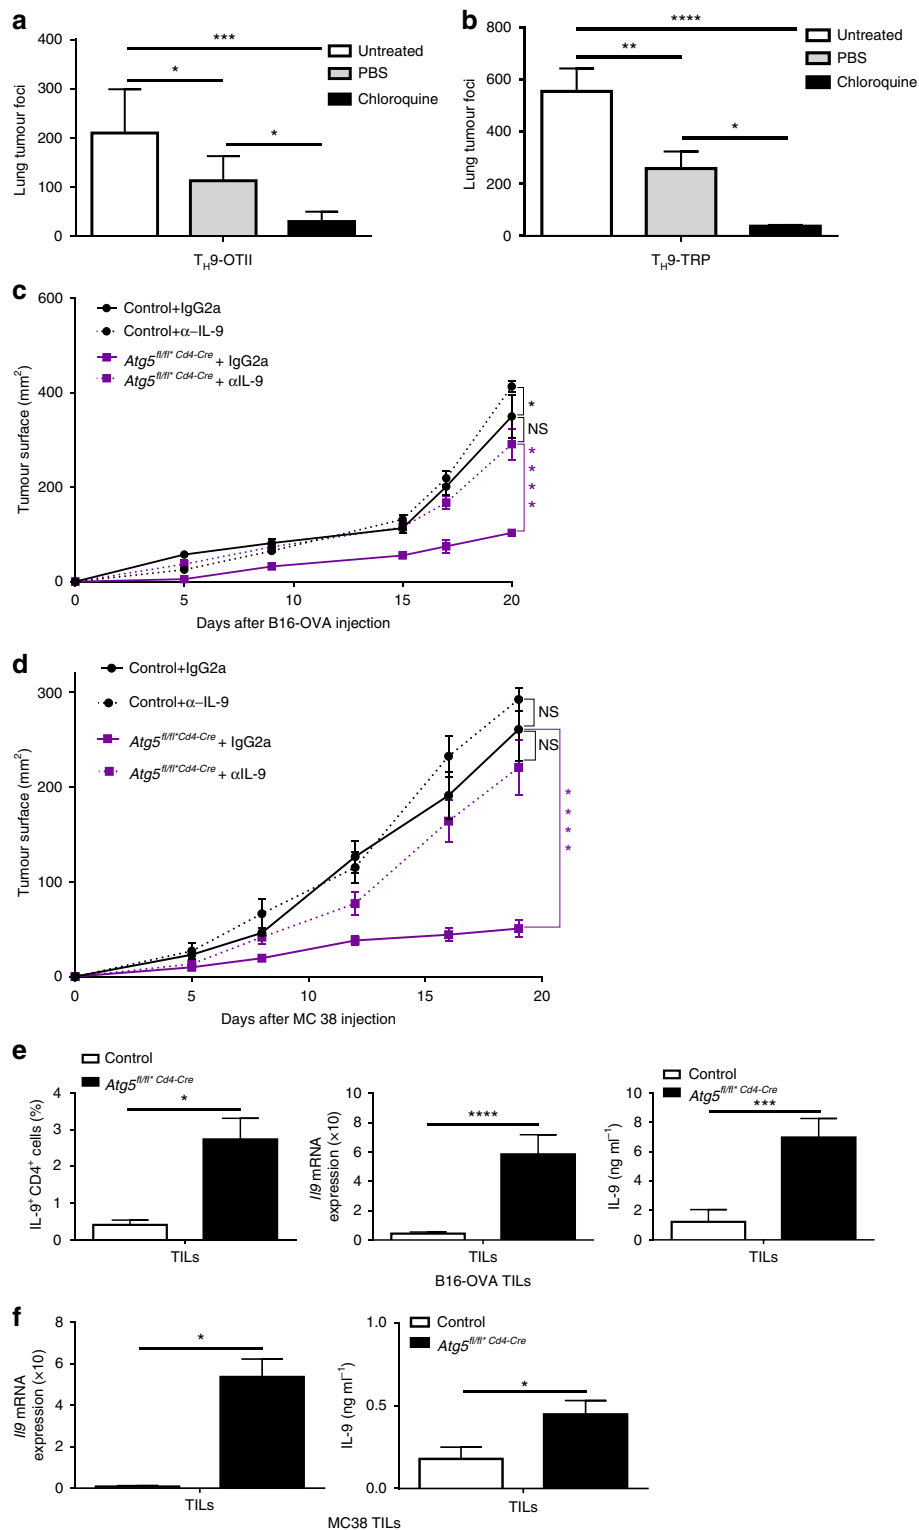 a
Lung tumour foci
400
300
200
100
0
***
*
*
Untreated
PBS
Chloroquine
TH9-OTII
b
Lung tumour foci
800
600
400
200
0
****
**
*
Untreated
PBS
Chloroquine
TH9-TRP
c
Tumour surface (mm²)
600
400
200
0
Control+IgG2a
Control+α–IL-9
Atg5fl/fl* Cd4-Cre + IgG2a
Atg5fl/fl* Cd4-Cre + αIL-9
*
NS
****
0 5 10 15 20
Days after B16-OVA injection
d
Tumour surface (mm²)
300
200
100
0
Control+IgG2a
Control+α–IL-9
Atg5fl/fl*Cd4-Cre + IgG2a
Atg5fl/fl*Cd4-Cre + αIL-9
NS
NS
****
0 5 10 15 20
Days after MC 38 injection
e
Control
Atg5fl/fl* Cd4-Cre
IL-9⁺CD4⁺ cells (%)
4
3
2
1
0
*
TILs
Il9 mRNA
expression (×10)
10
8
6
4
2
0
****
TILs
Control
Atg5fl/fl* Cd4-Cre
IL-9 (ng ml⁻¹)
10
8
6
4
2
0
***
TILs
B16-OVA TILs
f
Il9 mRNA
expression (×10)
8
6
4
2
0
*
TILs
Control
Atg5fl/fl* Cd4-Cre
IL-9 (ng ml⁻¹)
1.0
0.5
0.0
*
TILs
MC38 TILs